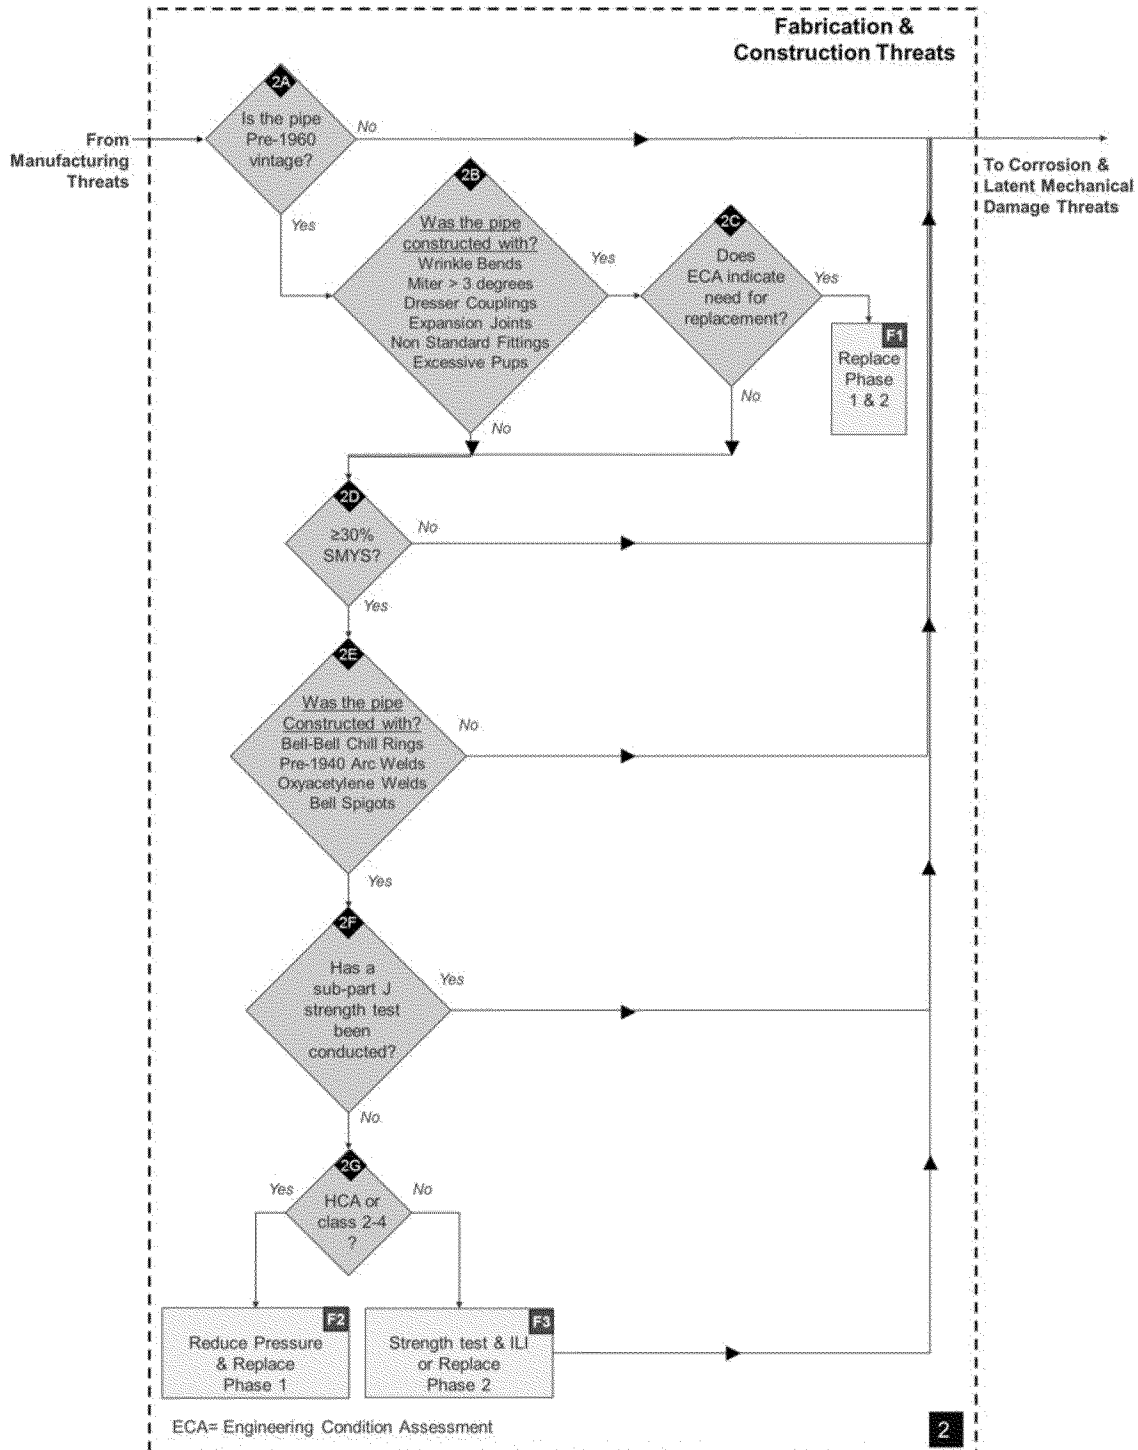 Fabrication &
Construction Threats
2A
Is the pipe
Pre-1960
vintage?
No
From
Manufacturing
Threats
To Corrosion &
Latent Mechanical
Damage Threats
Yes
2B
Was the pipe
constructed with?
Wrinkle Bends
Miter > 3 degrees
Dresser Couplings
Expansion Joints
Non Standard Fittings
Excessive Pups
Yes
No
2C
Does
ECA indicate
need for
replacement?
Yes
No
F1
Replace
Phase
1 & 2
2D
≥30%
SMYS?
No
Yes
2E
Was the pipe
Constructed with?
Bell-Bell Chill Rings
Pre-1940 Arc Welds
Oxyacetylene Welds
Bell Spigots
No
Yes
2F
Has a
sub-part J
strength test
been
conducted?
Yes
No
2G
HCA or
class 2-4
?
Yes
No
F2
Reduce Pressure
& Replace
Phase 1
F3
Strength test & ILI
or Replace
Phase 2
ECA= Engineering Condition Assessment
2